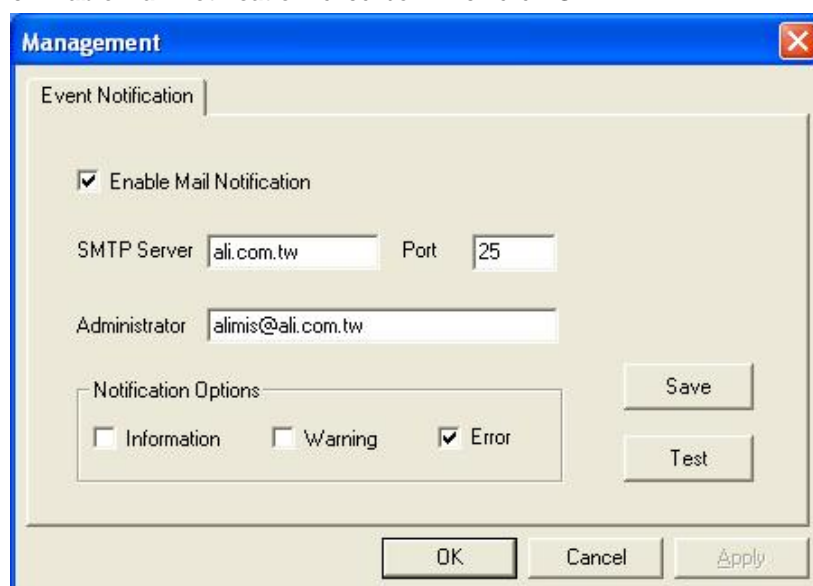 Management
Event Notification
Enable Mail Notification
SMTP Server ali.com.tw Port 25
Administrator alimis@ali.com.tw
Notification Options
Information Warning Error
Save
Test
OK Cancel Apply